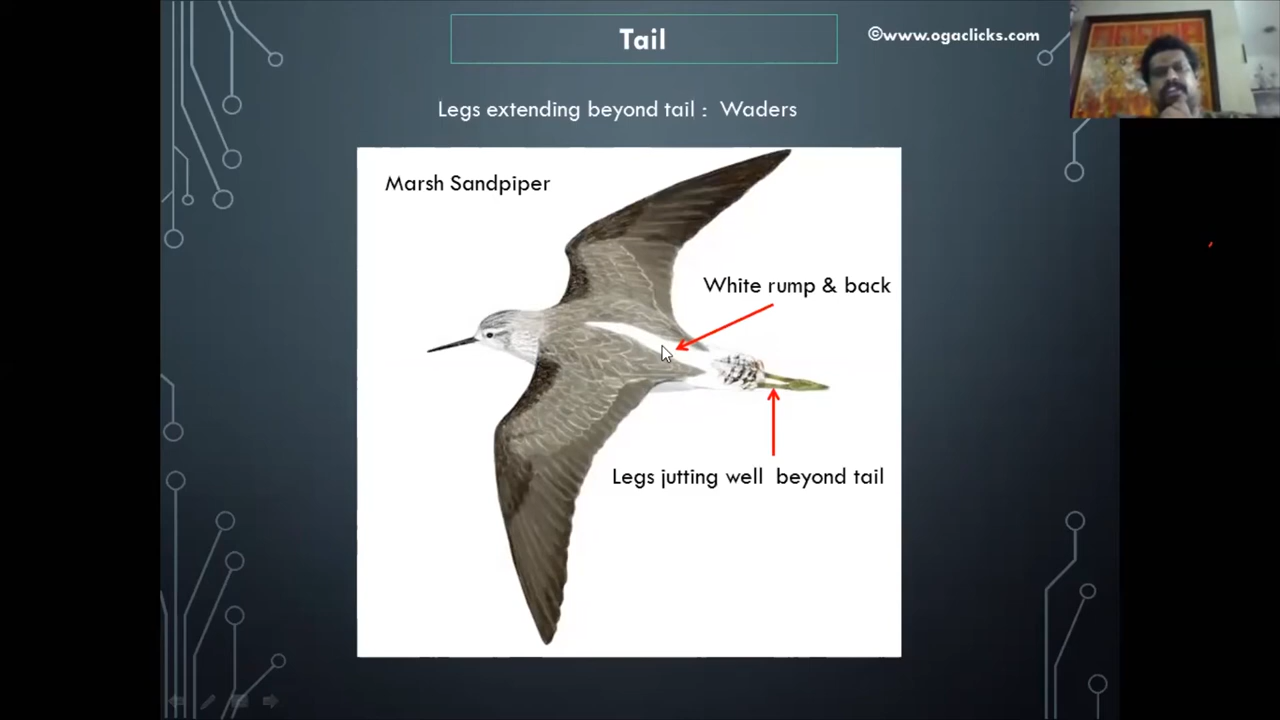 Tail
©www.ogaclicks.com
Legs extending beyond tail : Waders
Marsh Sandpiper
White rump & back
Legs jutting well beyond tail